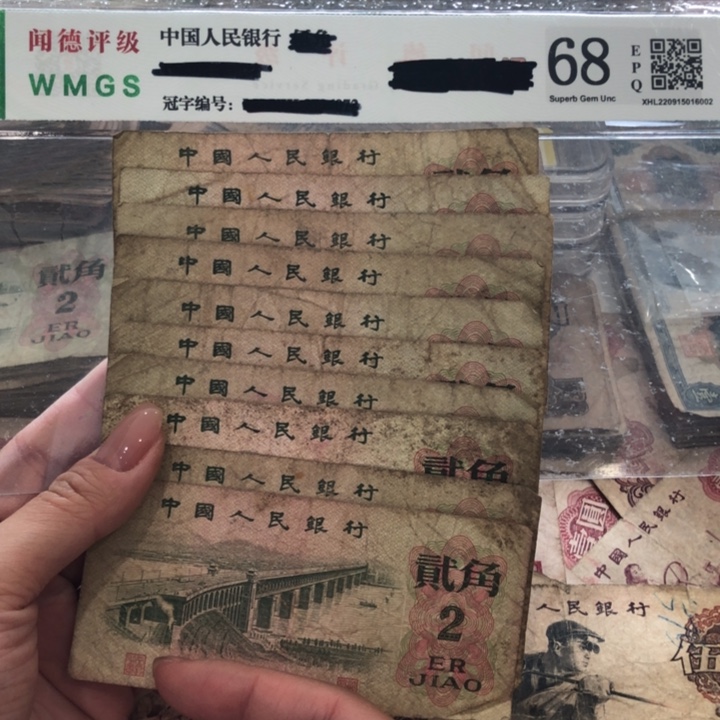 闻德评级
WMGS
中国人民银行
冠字编号:
68
Superb Gem Unc
EPQ
XHL220915016002
中國人民銀行
中國人民銀行
中國人民銀行
中國人民銀行
中國人民銀行
中國人民銀行
中國人民銀行
中國人民銀行
貳角
中國人民銀行
中國人民銀行
貳角
2
ER
JIAO
貳角
2
ER
JIAO
壹圓
中國人民銀行
人民銀行
伍